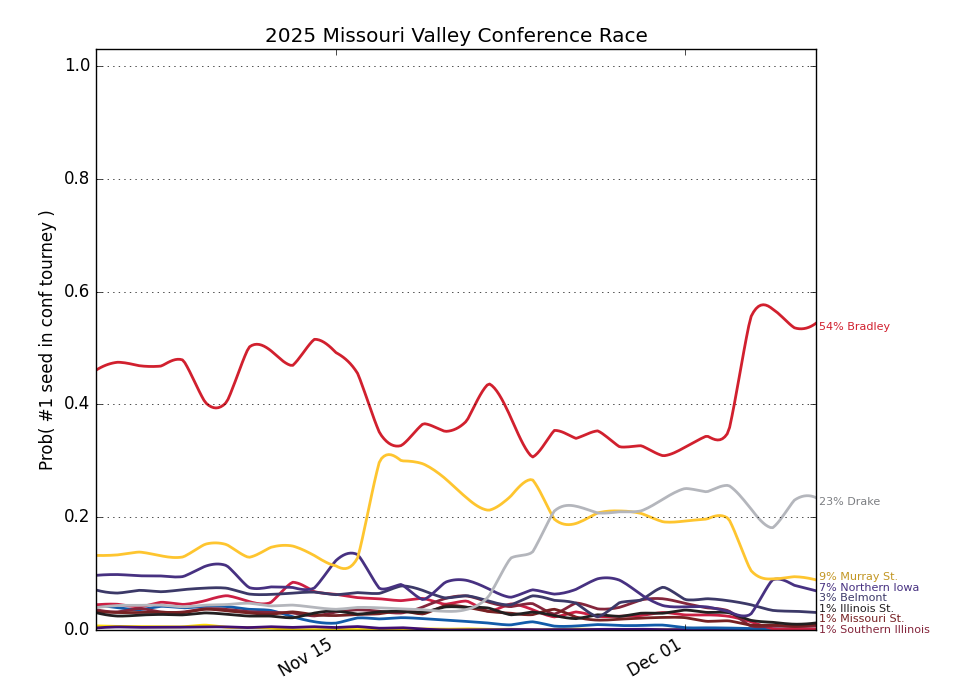 2025 Missouri Valley Conference Race
Prob( #1 seed in conf tourney )
1.0
0.8
0.6
0.4
0.2
0.0
Nov 15
Dec 01
54% Bradley
23% Drake
9% Murray St.
7% Northern Iowa
3% Belmont
1% Illinois St.
1% Missouri St.
1% Southern Illinois